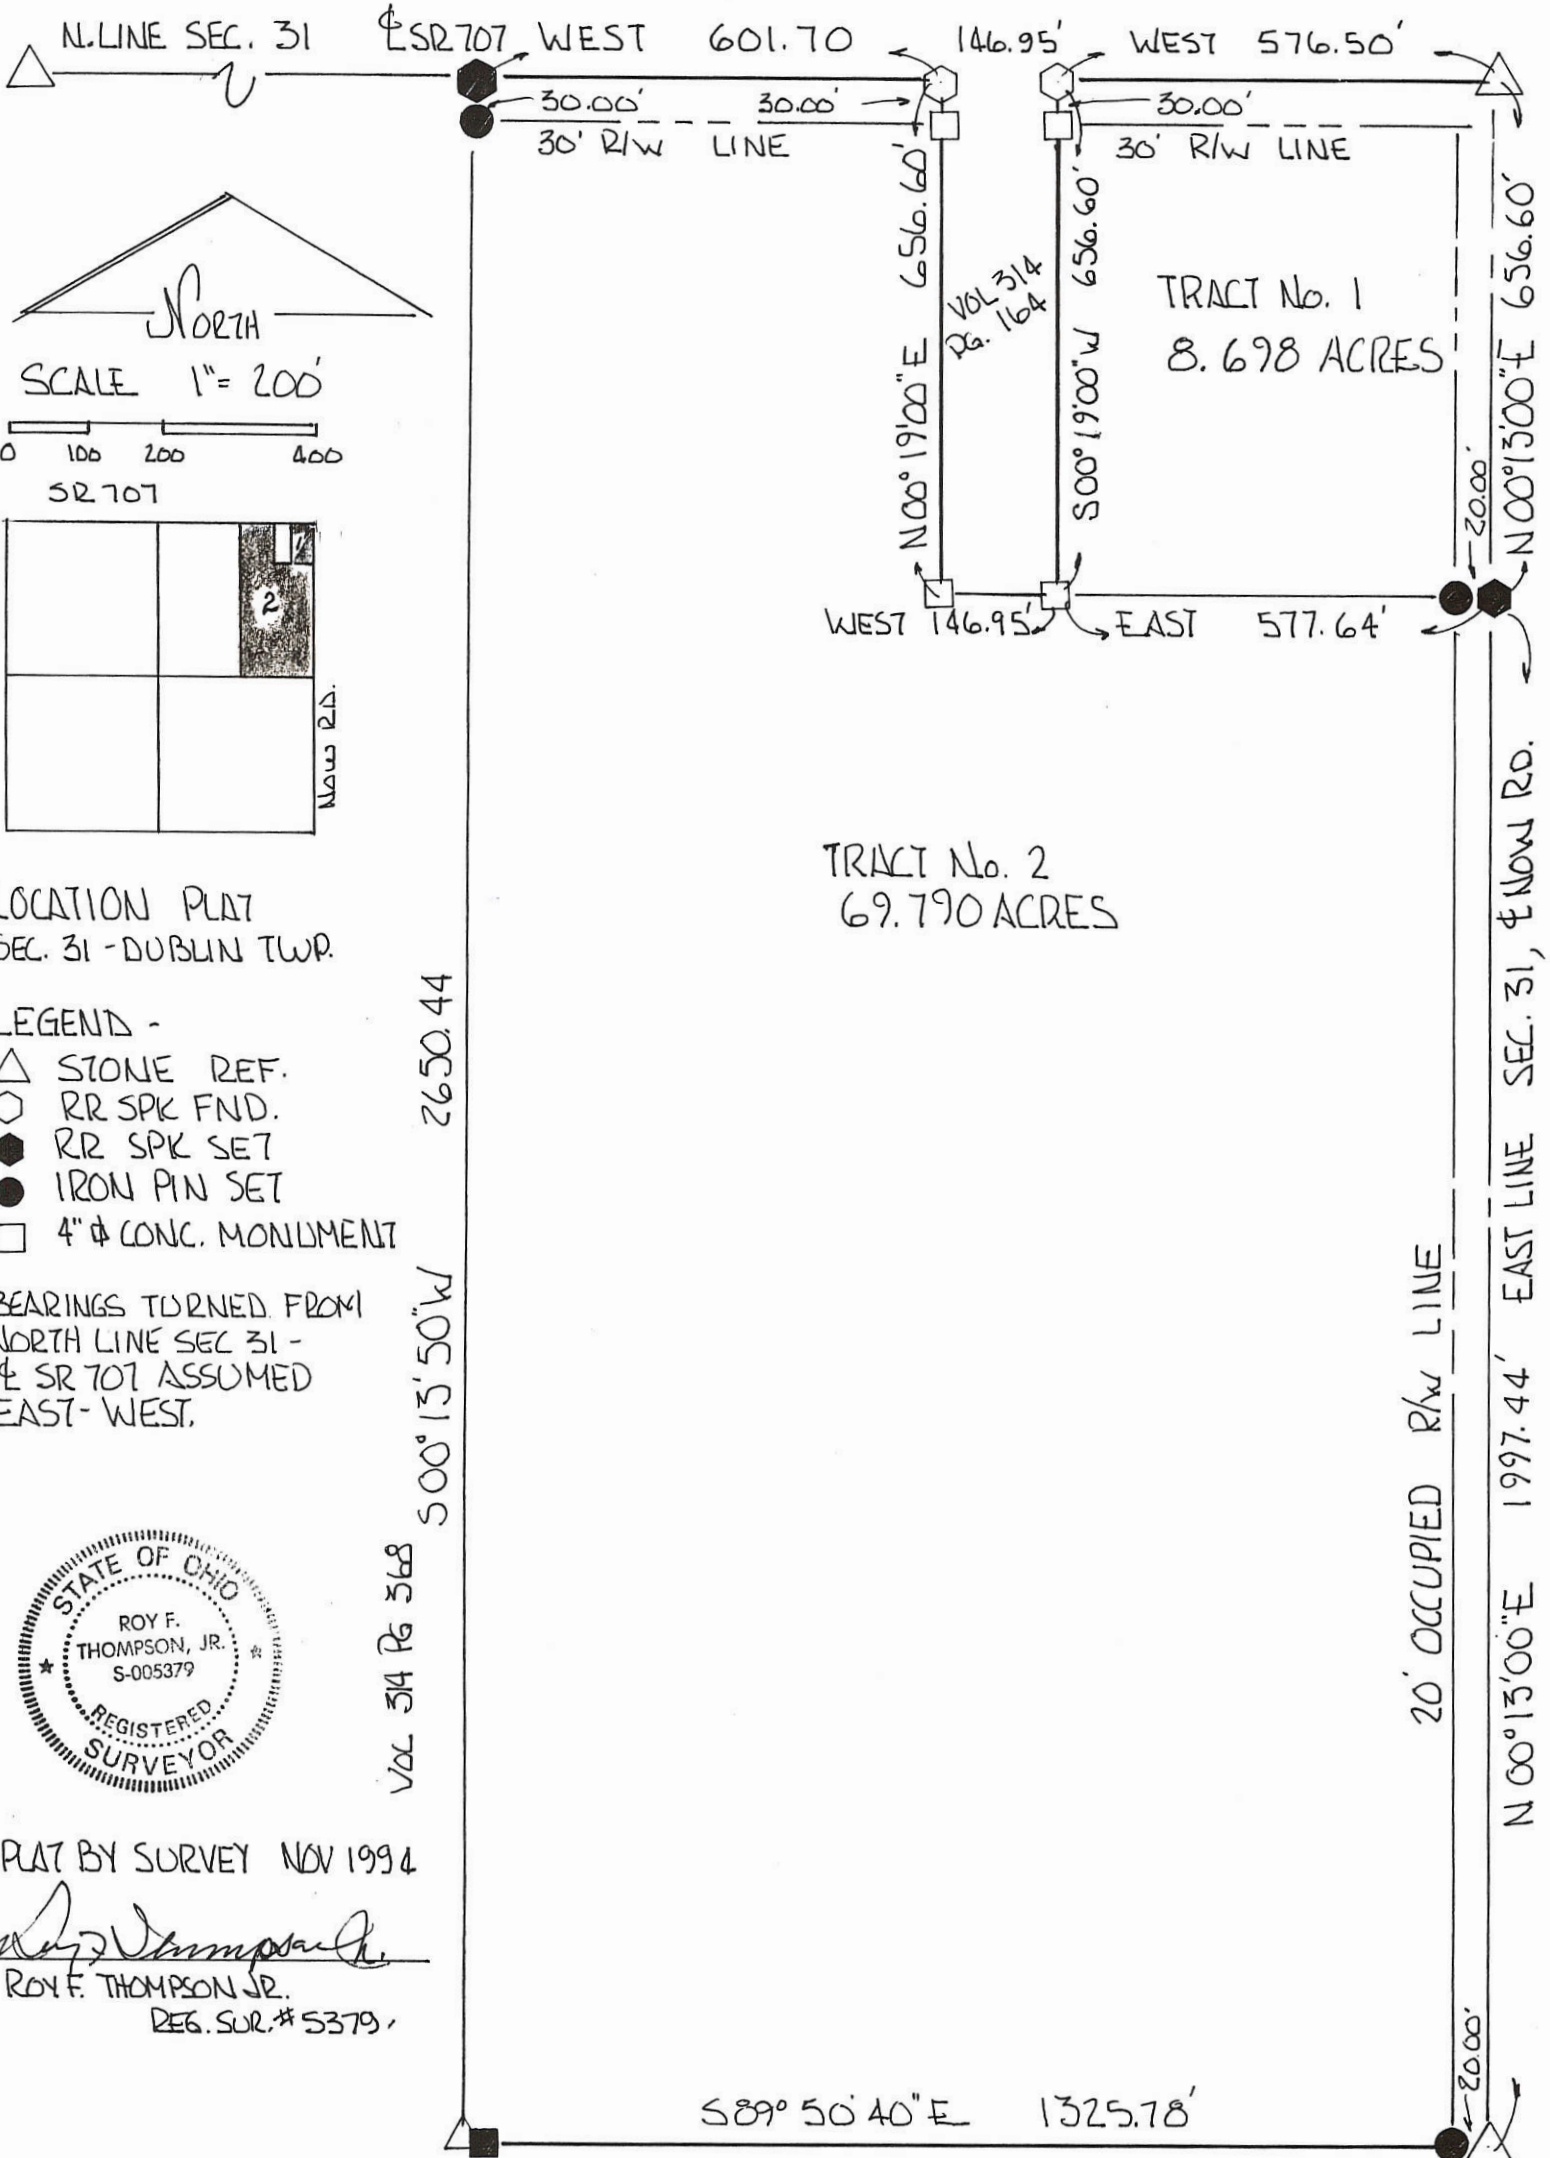 N. LINE SEC. 31
℄ SR 707 WEST 601.70
146.95'
WEST 576.50'
30.00'
30.00'
30.00'
30' R/W LINE
30' R/W LINE
NORTH
SCALE 1"= 200'
0 100 200 400
SR 707
1
2
NOW RD.
N 00° 19'00" E 656.60'
VOL 314
PG. 164
S 00° 19'00" W 656.60'
TRACT No. 1
8.698 ACRES
20.00'
N 00° 13'00" E 656.60'
WEST 146.95'
EAST 577.64'
TRACT No. 2
69.790 ACRES
LOCATION PLAT
SEC. 31 - DUBLIN TWP.
LEGEND -
STONE REF.
RR SPK FND.
RR SPK SET
IRON PIN SET
4" ⌀ CONC. MONUMENT
BEARINGS TURNED FROM
NORTH LINE SEC 31 -
℄ SR 707 ASSUMED
EAST - WEST.
S 00° 13' 50" W 2650.44
VOL 314 PG 368
20' OCCUPIED R/W LINE
N 00° 13'00" E 1997.44' EAST LINE SEC. 31, ℄ NOW RD.
STATE OF OHIO
ROY F.
THOMPSON, JR.
S-005379
REGISTERED
SURVEYOR
PLAT BY SURVEY NOV 1994
Roy F Thompson Jr.
ROY F. THOMPSON JR.
REG. SUR. # 5379.
S 89° 50' 40" E 1325.78'
20.00'